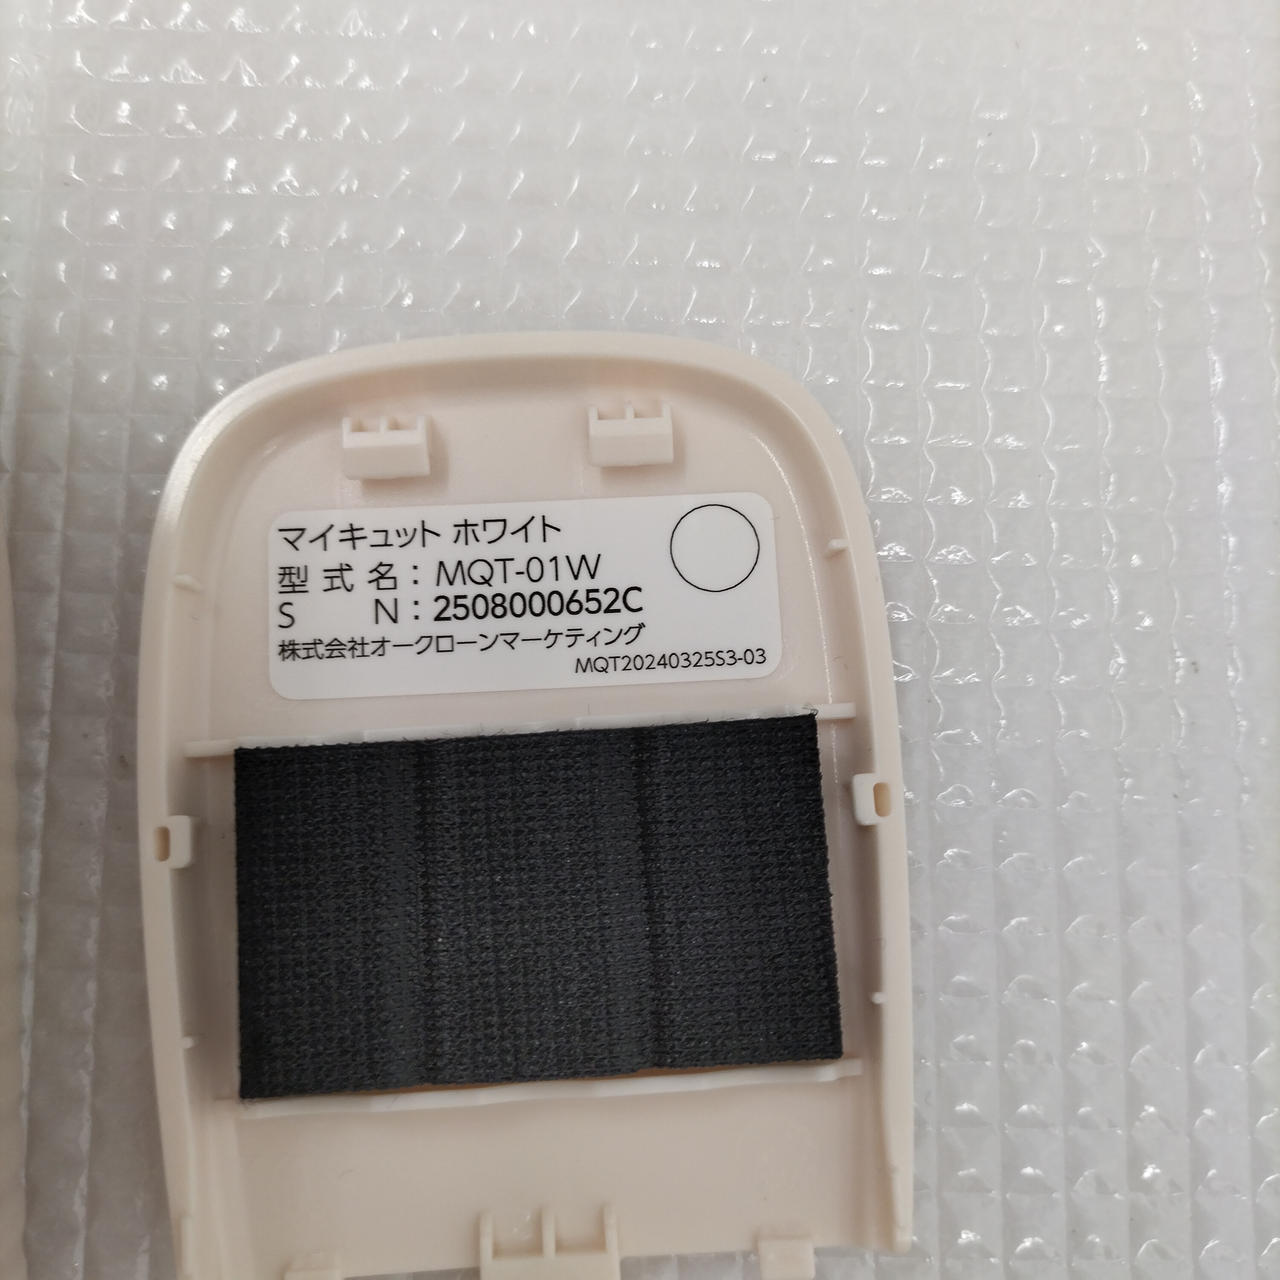 マイキュット ホワイト
型 式 名 : MQT-01W
S N : 2508000652C
株式会社オークローンマーケティング
MQT20240325S3-03